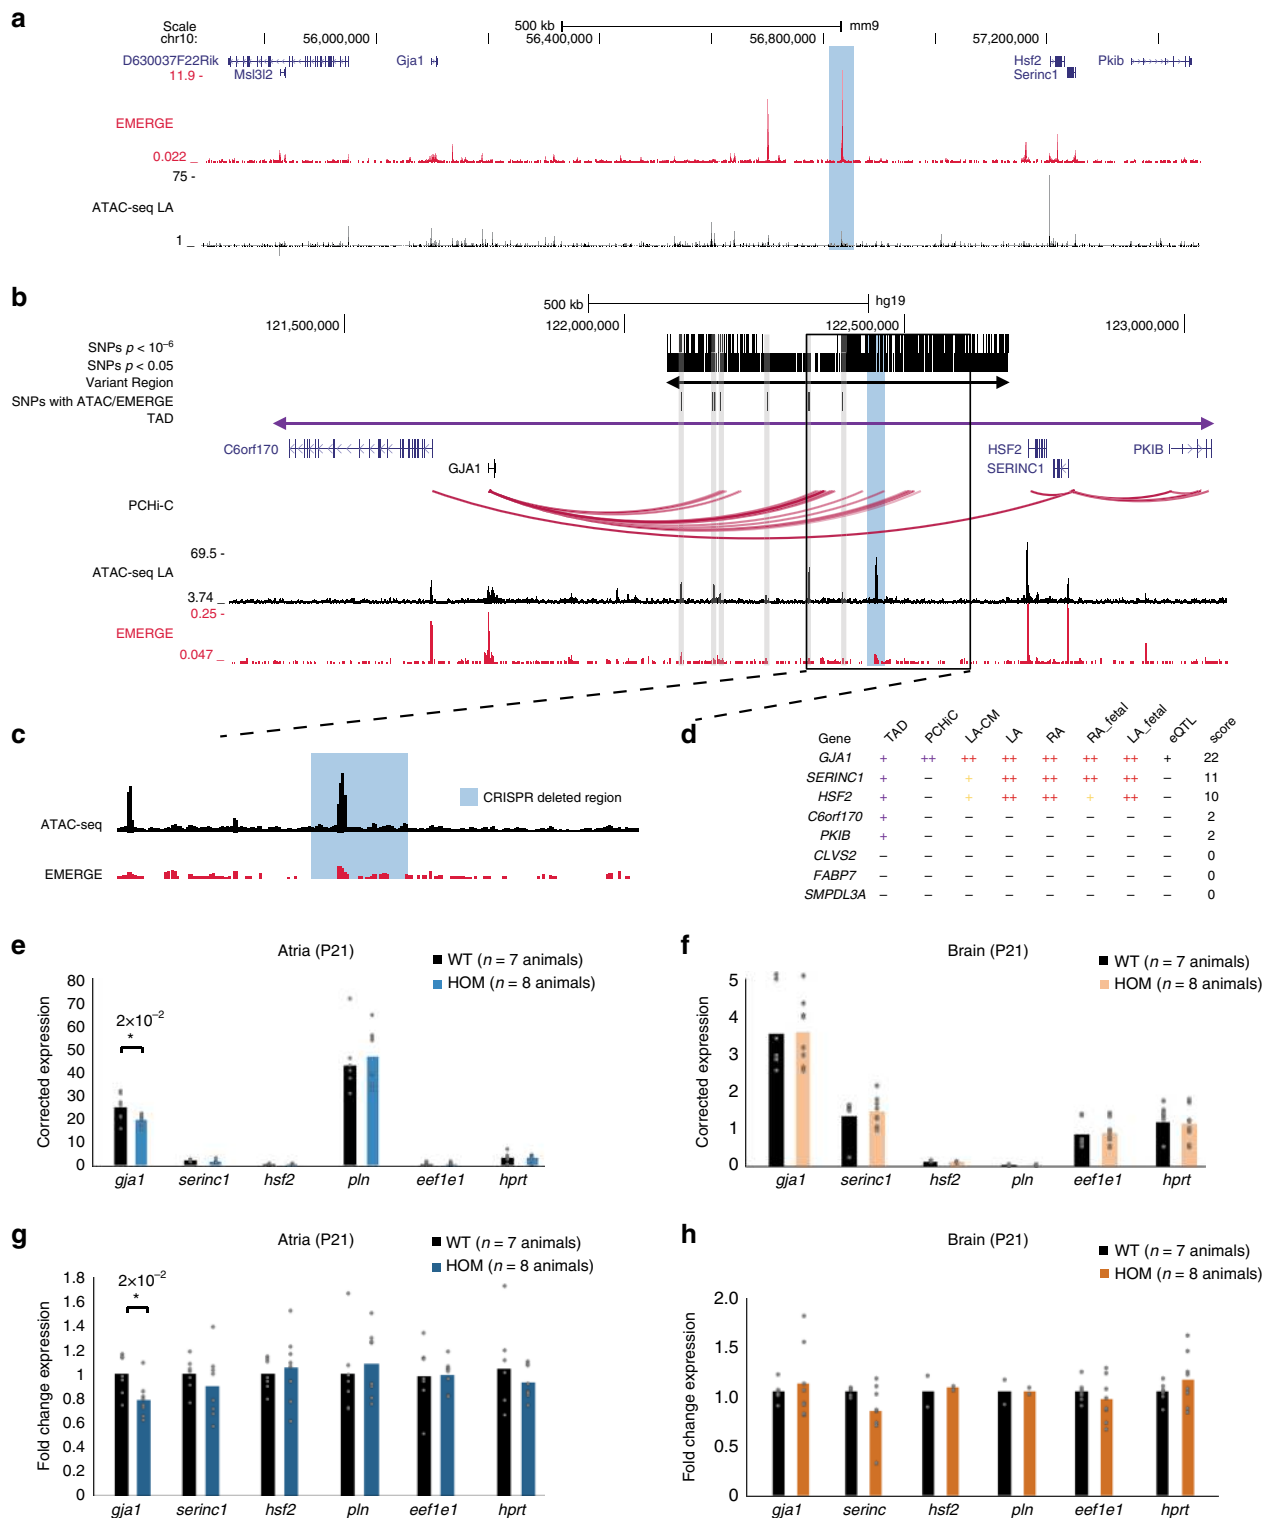 a
Scale 500 kb mm9
chr10: 56,000,000 56,400,000 56,800,000 57,200,000
D630037F22Rik Gja1 Hsf2 Pkib
11.9 - Msl3l2 Serinc1
EMERGE
0.022 _
75 -
ATAC-seq LA
1 _
b
500 kb hg19
121,500,000 122,000,000 122,500,000 123,000,000
SNPs p < 10⁻⁶
SNPs p < 0.05
Variant Region
SNPs with ATAC/EMERGE
TAD
C6orf170 HSF2 PKIB
GJA1 SERINC1
PCHi-C
69.5 -
ATAC-seq LA
3.74 _
0.25 -
EMERGE
0.047 _
c
CRISPR deleted region
ATAC-seq
EMERGE
d
Gene TAD PCHiC LA-CM LA RA RA_fetal LA_fetal eQTL score
GJA1 + ++ ++ ++ ++ ++ ++ + 22
SERINC1 + – + ++ ++ ++ ++ – 11
HSF2 + – + ++ ++ + ++ – 10
C6orf170 + – – – – – – – 2
PKIB + – – – – – – – 2
CLVS2 – – – – – – – – 0
FABP7 – – – – – – – – 0
SMPDL3A – – – – – – – – 0
e
Atria (P21)
WT (n = 7 animals)
HOM (n = 8 animals)
Corrected expression
80
70
60
50
40
30
20
10
0
2×10⁻²
*
gja1 serinc1 hsf2 pln eef1e1 hprt
f
Brain (P21)
WT (n = 7 animals)
HOM (n = 8 animals)
Corrected expression
5
4
3
2
1
0
gja1 serinc1 hsf2 pln eef1e1 hprt
g
Atria (P21)
WT (n = 7 animals)
HOM (n = 8 animals)
Fold change expression
1.8
1.6
1.4
1.2
1
0.8
0.6
0.4
0.2
0
2×10⁻²
*
gja1 serinc1 hsf2 pln eef1e1 hprt
h
Brain (P21)
WT (n = 7 animals)
HOM (n = 8 animals)
Fold change expression
2.0
1.5
1.0
0.5
0
gja1 serinc hsf2 pln eef1e1 hprt